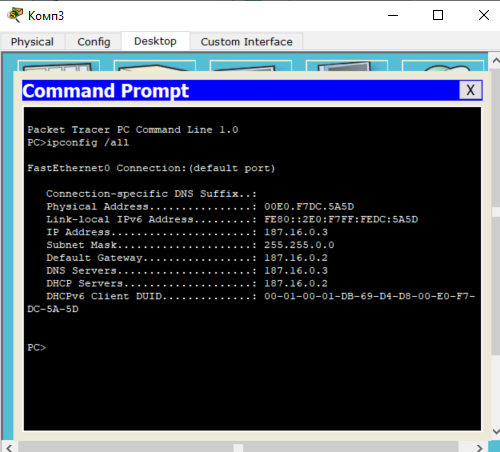 Комп3
Physical Config Desktop Custom Interface
Command Prompt X
Packet Tracer PC Command Line 1.0
PC>ipconfig /all
FastEthernet0 Connection:(default port)
Connection-specific DNS Suffix..:
Physical Address................: 00E0.F7DC.5A5D
Link-local IPv6 Address.........: FE80::2E0:F7FF:FEDC:5A5D
IP Address......................: 187.16.0.3
Subnet Mask.....................: 255.255.0.0
Default Gateway.................: 187.16.0.2
DNS Servers.....................: 187.16.0.3
DHCP Servers....................: 187.16.0.2
DHCPv6 Client DUID..............: 00-01-00-01-DB-69-D4-D8-00-E0-F7-
DC-5A-5D
PC>